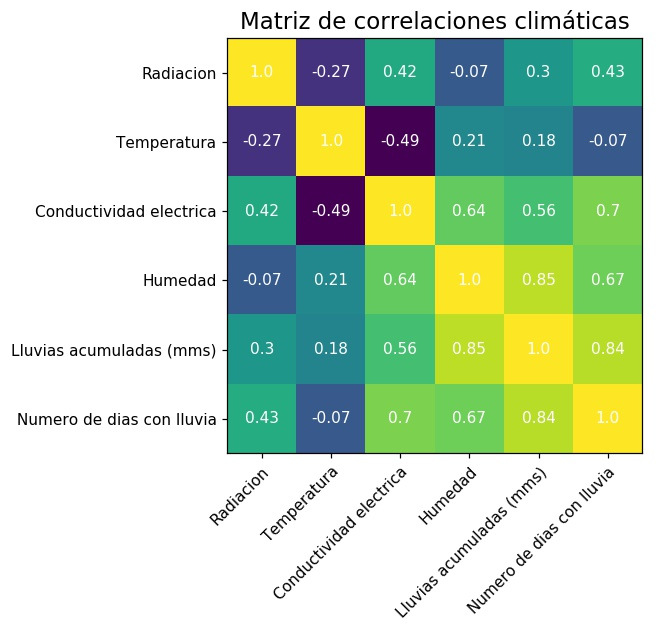 Matriz de correlaciones climáticas
Radiacion 1.0 -0.27 0.42 -0.07 0.3 0.43
Temperatura -0.27 1.0 -0.49 0.21 0.18 -0.07
Conductividad electrica 0.42 -0.49 1.0 0.64 0.56 0.7
Humedad -0.07 0.21 0.64 1.0 0.85 0.67
Lluvias acumuladas (mms) 0.3 0.18 0.56 0.85 1.0 0.84
Numero de dias con lluvia 0.43 -0.07 0.7 0.67 0.84 1.0
Radiacion
Temperatura
Conductividad electrica
Humedad
Lluvias acumuladas (mms)
Numero de dias con lluvia